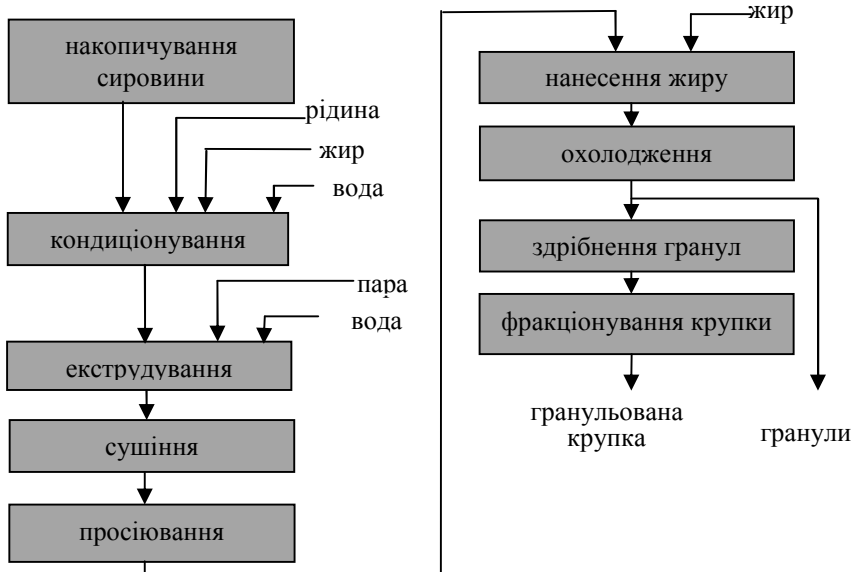 накопичування
сировини
рідина
жир
вода
кондиціонування
пара
вода
екструдування
сушіння
просіювання
жир
нанесення жиру
охолодження
здрібнення гранул
фракціонування крупки
гранульована
крупка
гранули